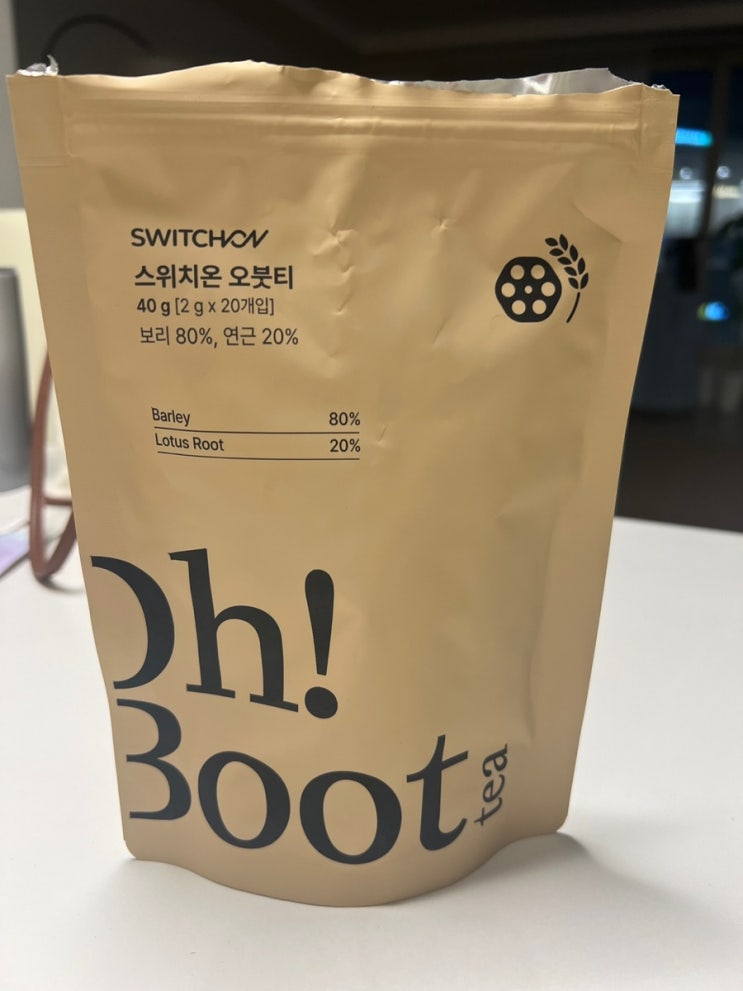 SWITCHON
스위치온 오붓티
40 g [2 g x 20개입]
보리 80%, 연근 20%
Barley 80%
Lotus Root 20%
Oh!
Boot
tea